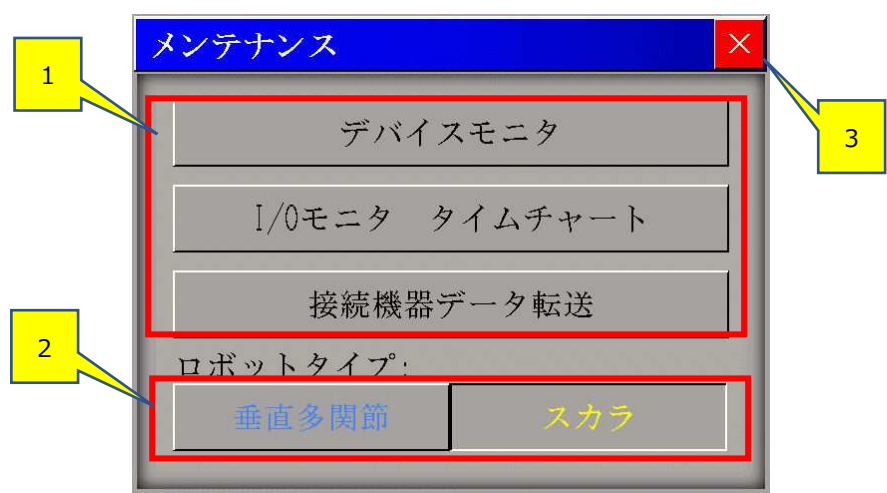 メンテナンス
×
1
3
デバイスモニタ
I/0モニタ　タイムチャート
接続機器データ転送
2
ロボットタイプ:
垂直多関節
スカラ